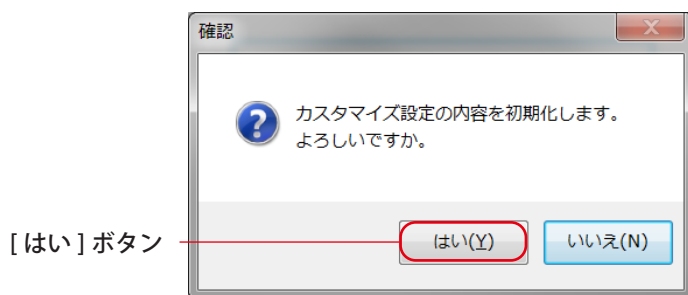 確認
カスタマイズ設定の内容を初期化します。
よろしいですか。
[ はい ] ボタン
はい(Y)
いいえ(N)